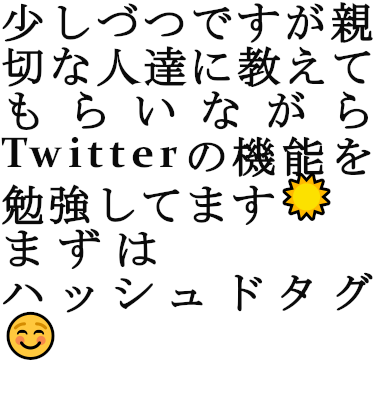 少しづつですが親
切な人達に教えて
もらいながら
Twitterの機能を
勉強してます☀
まずは
ハッシュドタグ
😊